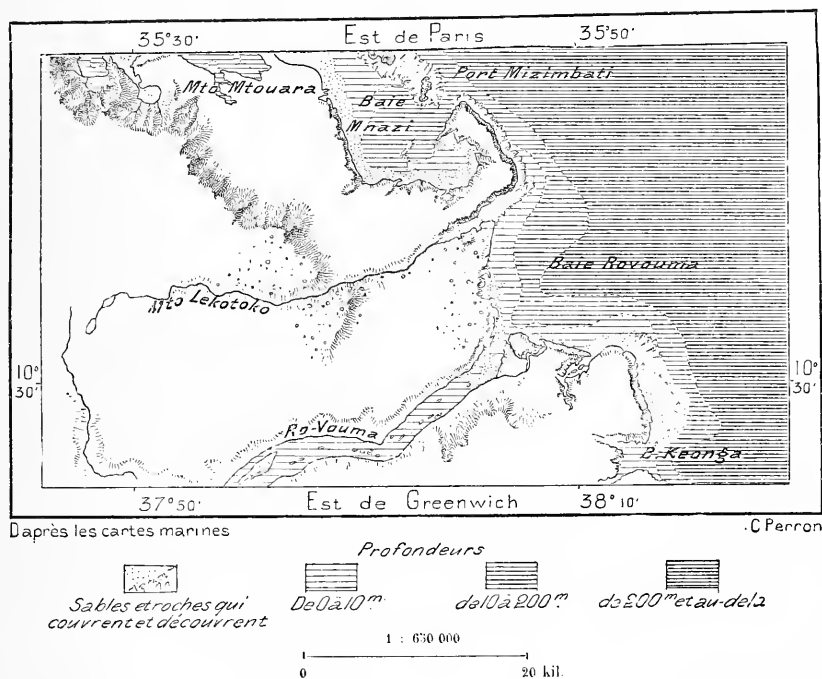 35°30' Est de Paris 35°50'
Port Mizimbati
Mto Mtouara
Baie
Mnazi
Baie Rovouma
Mto Lekotoko
10°
30'
10°
30'
Ro-Vouma
B. Keonga
37°50' Est de Greenwich 38°10'
Daprès les cartes marines
C Perron
Profondeurs
Sables et roches qui
couvrent et découvrent
De 0 à 10 m.
de 10 à 200 m.
de 200 m et au-delà
1 : 650 000
0 20 kil.